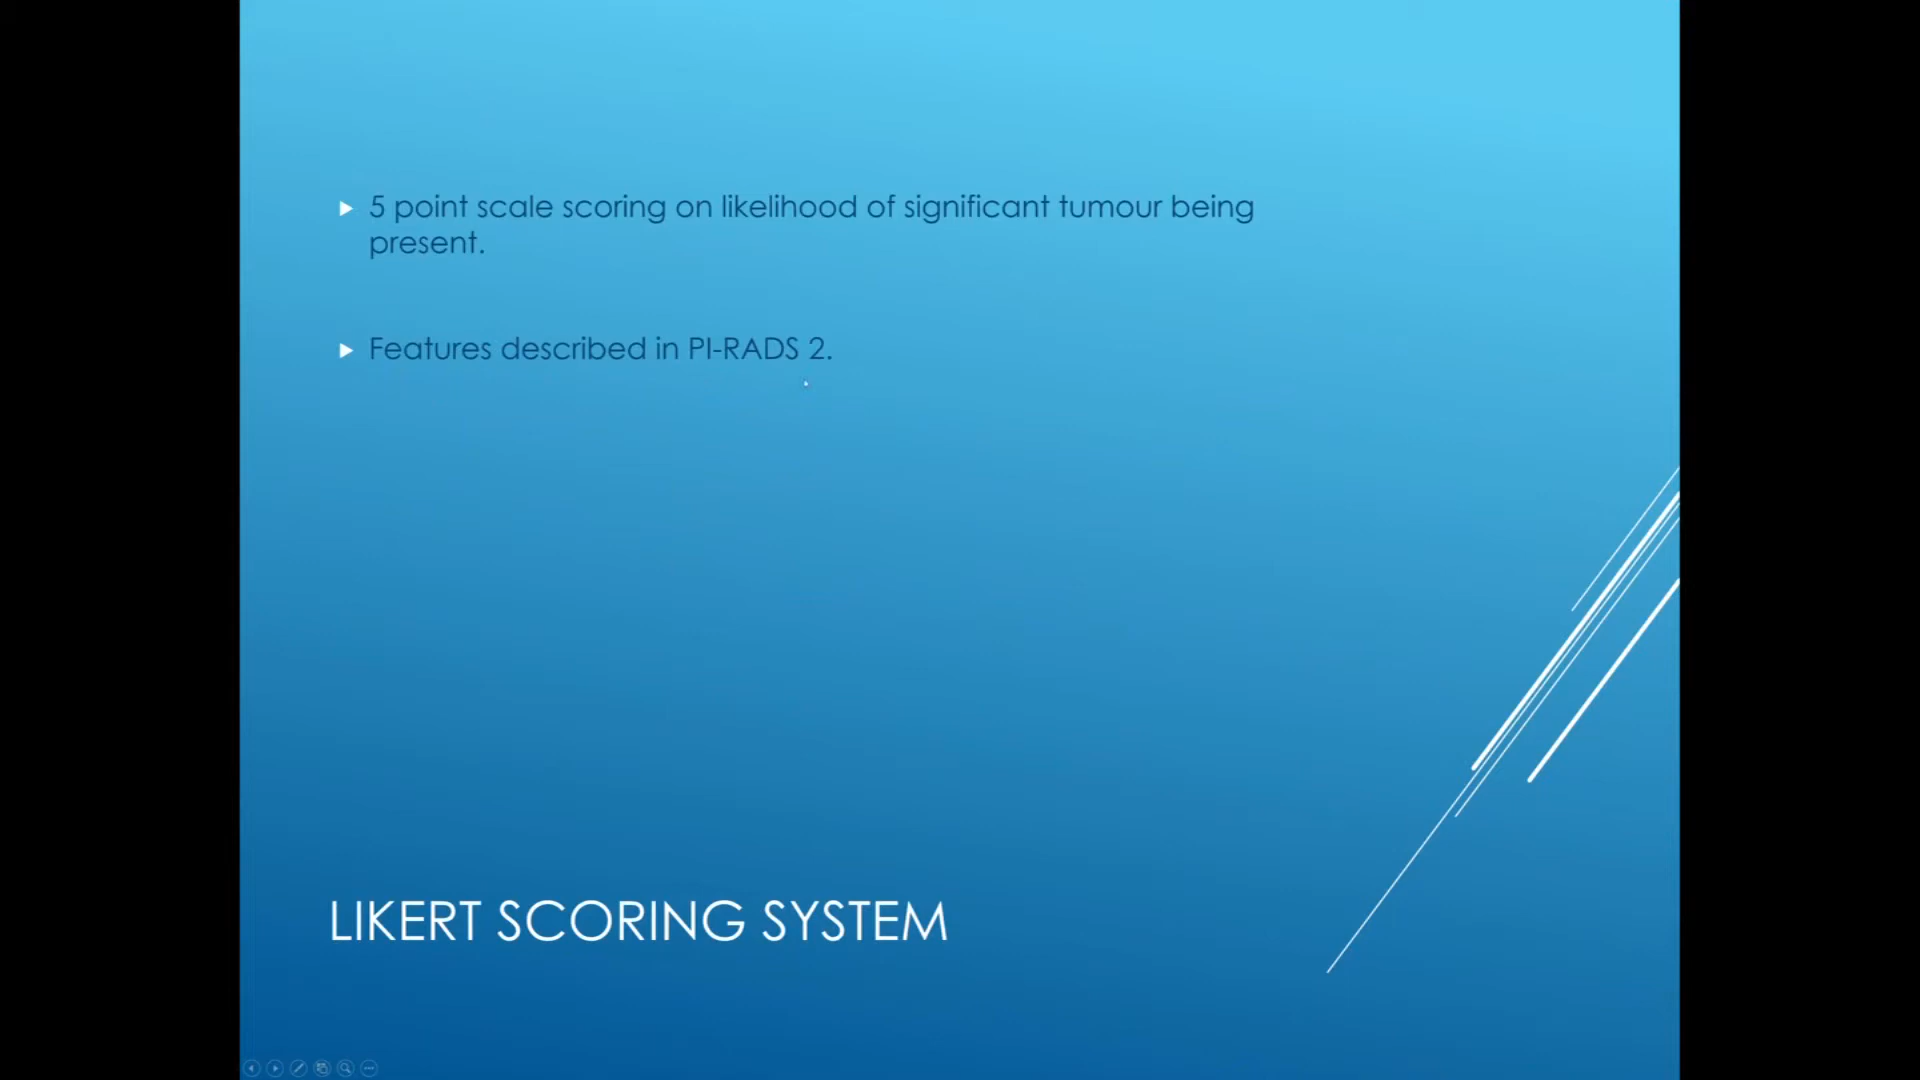 5 point scale scoring on likelihood of significant tumour being
present.
Features described in PI-RADS 2.
LIKERT SCORING SYSTEM